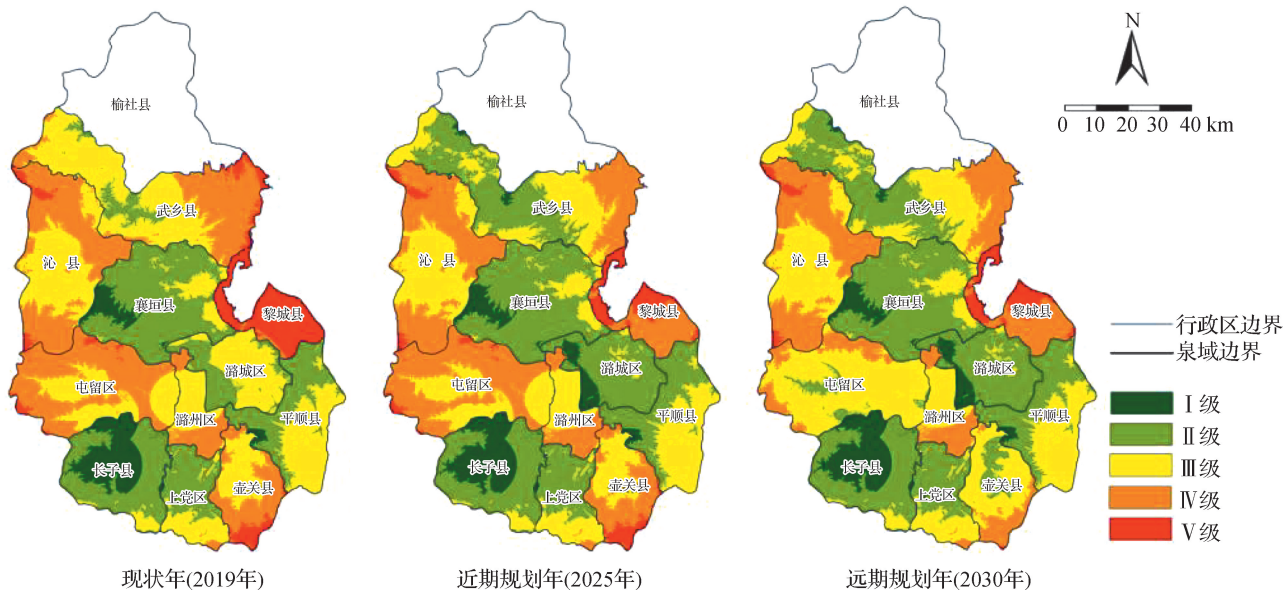 榆社县
武乡县
沁县
襄垣县
黎城县
潞城区
屯留区
潞州区
平顺县
长子县
上党区
壶关县
现状年(2019年)
榆社县
武乡县
沁县
襄垣县
黎城县
潞城区
屯留区
潞州区
平顺县
长子县
上党区
壶关县
近期规划年(2025年)
榆社县
武乡县
沁县
襄垣县
黎城县
潞城区
屯留区
潞州区
平顺县
长子县
上党区
壶关县
远期规划年(2030年)
N
0 10 20 30 40 km
行政区边界
泉域边界
Ⅰ级
Ⅱ级
Ⅲ级
Ⅳ级
Ⅴ级